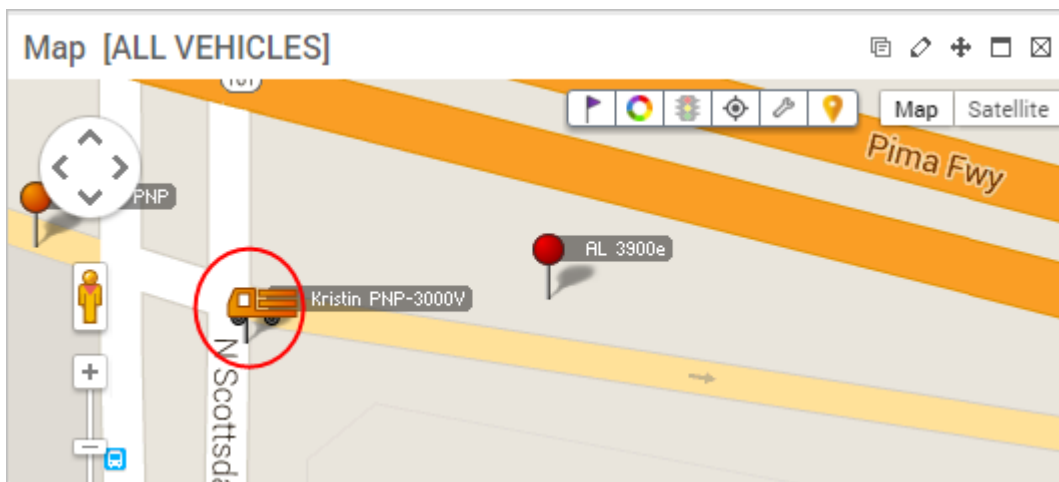 Map [ALL VEHICLES]
Map Satellite
Pima Fwy
PNP
AL 3900e
Kristin PNP-3000V
N Scottsda